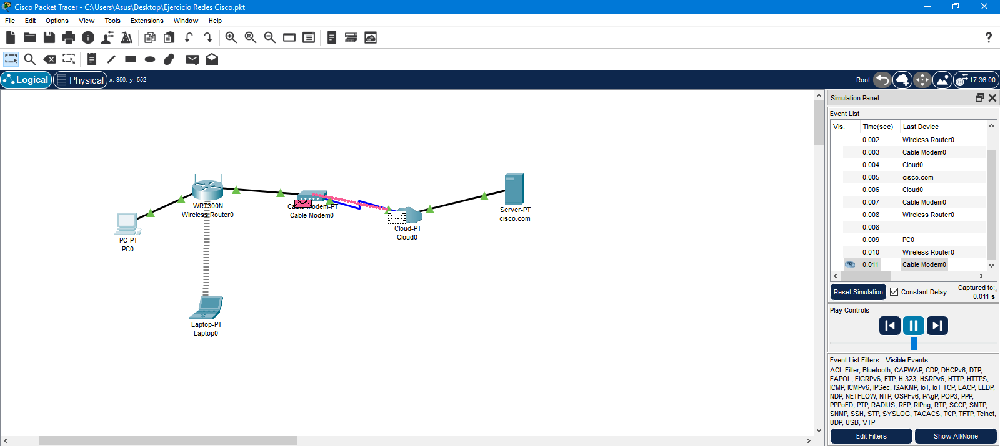 Cisco Packet Tracer - C:\Users\Asus\Desktop\Ejercicio Redes Cisco.pkt
File Edit Options View Tools Extensions Window Help
Logical Physical x: 356, y: 552 Root 17:36:00
Simulation Panel
Event List
Vis. Time(sec) Last Device
0.002 Wireless Router0
0.003 Cable Modem0
0.004 Cloud0
0.005 cisco.com
0.006 Cloud0
0.007 Cable Modem0
0.008 Wireless Router0
0.008 --
0.009 PC0
0.010 Wireless Router0
0.011 Cable Modem0
Reset Simulation Constant Delay Captured to:
0.011 s
Play Controls
Event List Filters - Visible Events
ACL Filter, Bluetooth, CAPWAP, CDP, DHCPv6, DTP,
EAPOL, EIGRPv6, FTP, H.323, HSRPv6, HTTP, HTTPS,
ICMP, ICMPv6, IPSec, ISAKMP, IoT, IoT TCP, LACP, LLDP,
NDP, NETFLOW, NTP, OSPFv6, PAgP, POP3, PPP,
PPPoED, PTP, RADIUS, REP, RIPng, RTP, SCCP, SMTP,
SNMP, SSH, STP, SYSLOG, TACACS, TCP, TFTP, Telnet,
UDP, USB, VTP
Edit Filters Show All/None
WRT300N
Wireless Router0
PC-PT
PC0
Cable Modem-PT
Cable Modem0
Cloud-PT
Cloud0
Server-PT
cisco.com
Laptop-PT
Laptop0